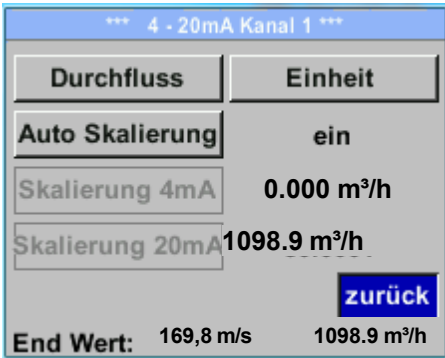 *** 4 - 20mA Kanal 1 ***
Durchfluss Einheit
Auto Skalierung ein
Skalierung 4mA 0.000 m³/h
Skalierung 20mA 1098.9 m³/h
zurück
End Wert: 169,8 m/s 1098.9 m³/h